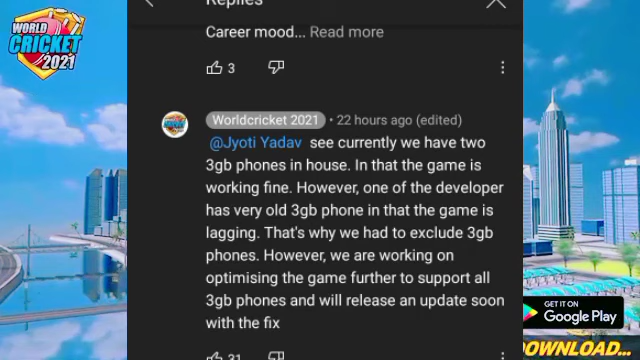 Replies
WORLD
CRICKET
2021
Career mood... Read more
3
Worldcricket 2021 • 22 hours ago (edited)
@Jyoti Yadav see currently we have two
3gb phones in house. In that the game is
working fine. However, one of the developer
has very old 3gb phone in that the game is
lagging. That's why we had to exclude 3gb
phones. However, we are working on
optimising the game further to support all
3gb phones and will release an update soon
with the fix
31
GET IT ON
Google Play
DOWNLOAD...